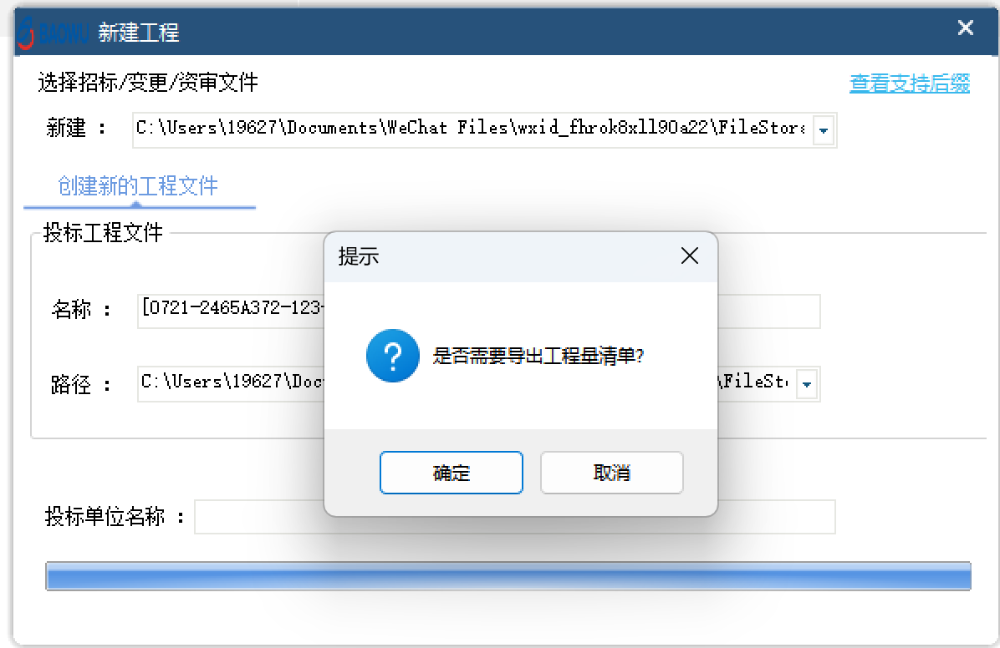 BAOWU 新建工程
选择招标/变更/资审文件
查看支持后缀
新建 : C:\Users\19627\Documents\WeChat Files\wxid_fhrok8xll90a22\FileStor
创建新的工程文件
投标工程文件
提示
名称 : [0721-2465A372-123-
是否需要导出工程量清单?
路径 : C:\Users\19627\Doc
\FileSt
确定
取消
投标单位名称 :